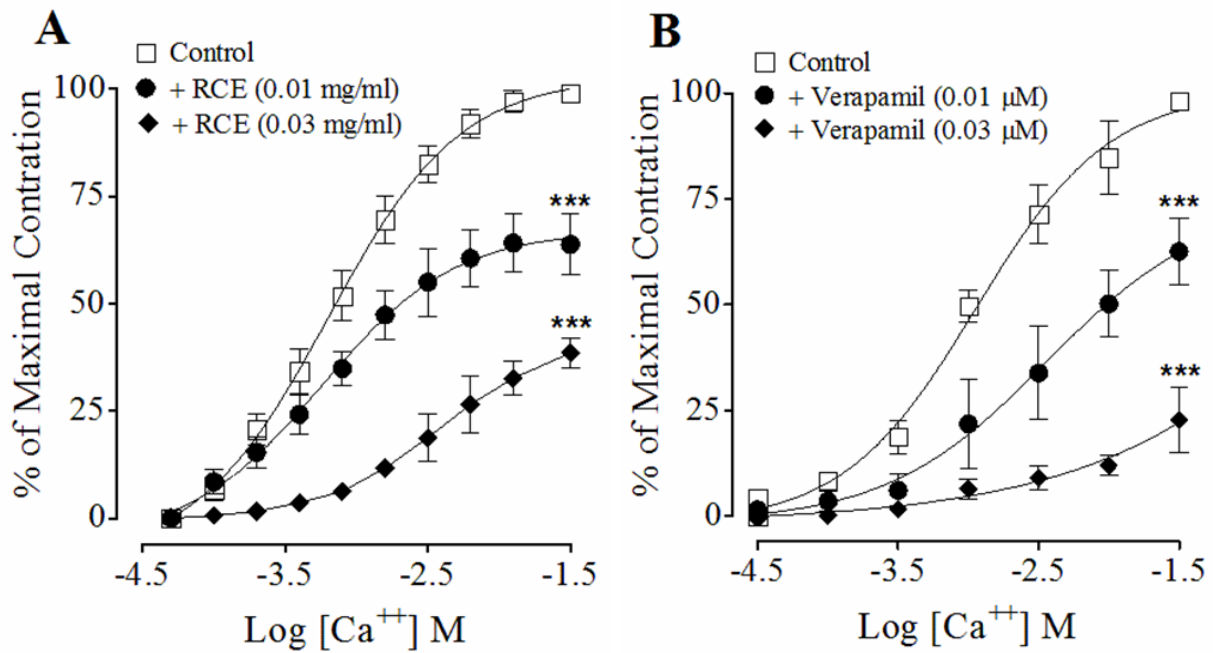 A
Control
+ RCE (0.01 mg/ml)
+ RCE (0.03 mg/ml)
% of Maximal Contration
100
75
50
25
0
***
***
-4.5 -3.5 -2.5 -1.5
Log [Ca++] M
B
Control
+ Verapamil (0.01 μM)
+ Verapamil (0.03 μM)
% of Maximal Contration
100
75
50
25
0
***
***
-4.5 -3.5 -2.5 -1.5
Log [Ca++] M